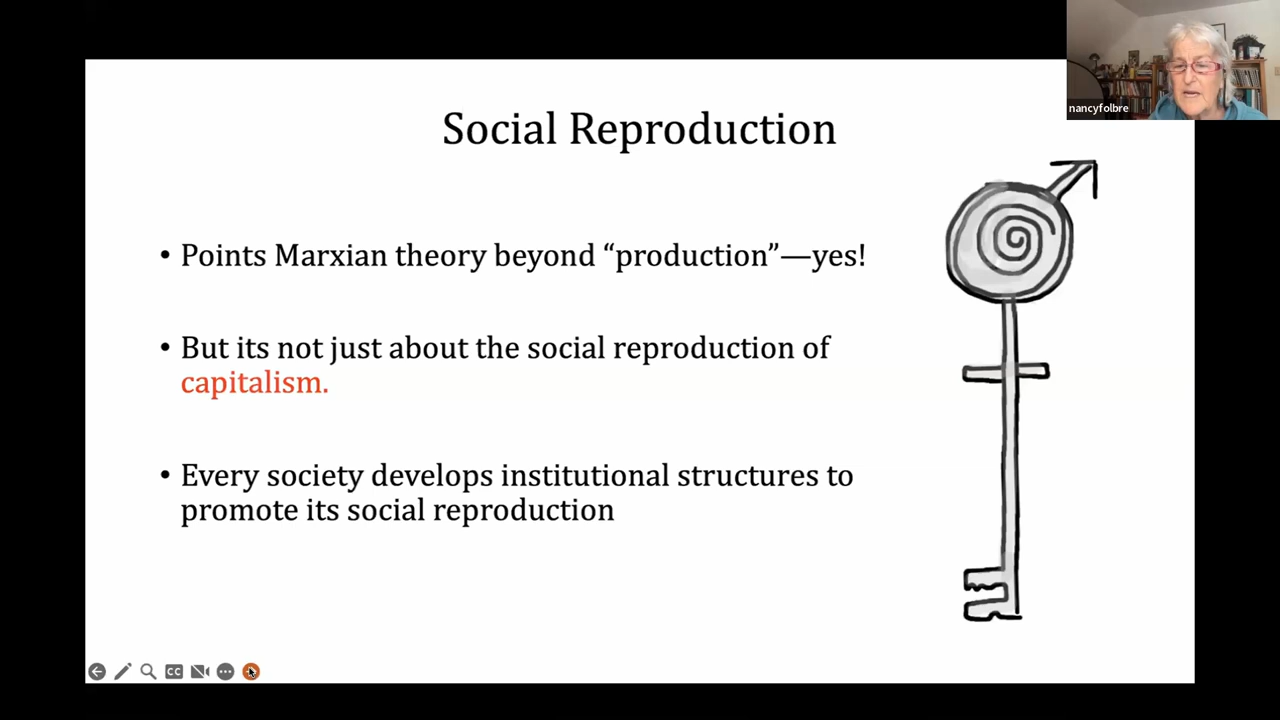 nancyfolbre
Social Reproduction
• Points Marxian theory beyond “production”—yes!
• But its not just about the social reproduction of
capitalism.
• Every society develops institutional structures to
promote its social reproduction
CC